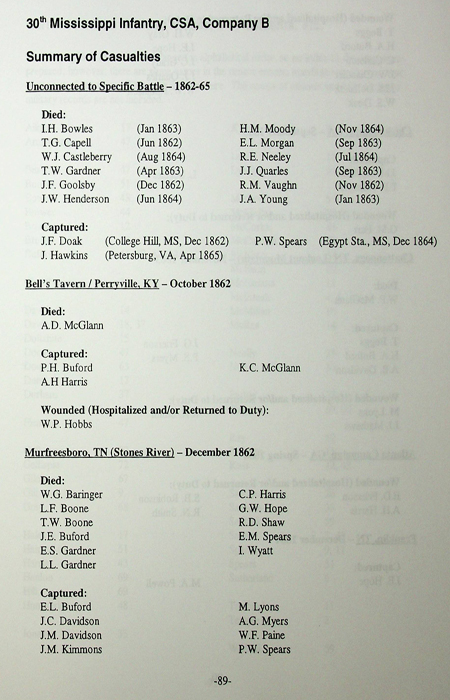 30th Mississippi Infantry, CSA, Company B
Summary of Casualties
Unconnected to Specific Battle – 1862-65
Died:
I.H. Bowles (Jan 1863) H.M. Moody (Nov 1864)
T.G. Capell (Jun 1862) E.L. Morgan (Sep 1863)
W.J. Castleberry (Aug 1864) R.E. Neeley (Jul 1864)
T.W. Gardner (Apr 1863) J.J. Quarles (Sep 1863)
J.F. Goolsby (Dec 1862) R.M. Vaughn (Nov 1862)
J.W. Henderson (Jun 1864) J.A. Young (Jan 1863)
Captured:
J.F. Doak (College Hill, MS, Dec 1862) P.W. Spears (Egypt Sta., MS, Dec 1864)
J. Hawkins (Petersburg, VA, Apr 1865)
Bell's Tavern / Perryville, KY – October 1862
Died:
A.D. McGlann
Captured:
P.H. Buford K.C. McGlann
A.H Harris
Wounded (Hospitalized and/or Returned to Duty):
W.P. Hobbs
Murfreesboro, TN (Stones River) – December 1862
Died:
W.G. Baringer C.P. Harris
L.F. Boone G.W. Hope
T.W. Boone R.D. Shaw
J.E. Buford E.M. Spears
E.S. Gardner I. Wyatt
L.L. Gardner
Captured:
E.L. Buford M. Lyons
J.C. Davidson A.G. Myers
J.M. Davidson W.F. Paine
J.M. Kimmons P.W. Spears
-89-